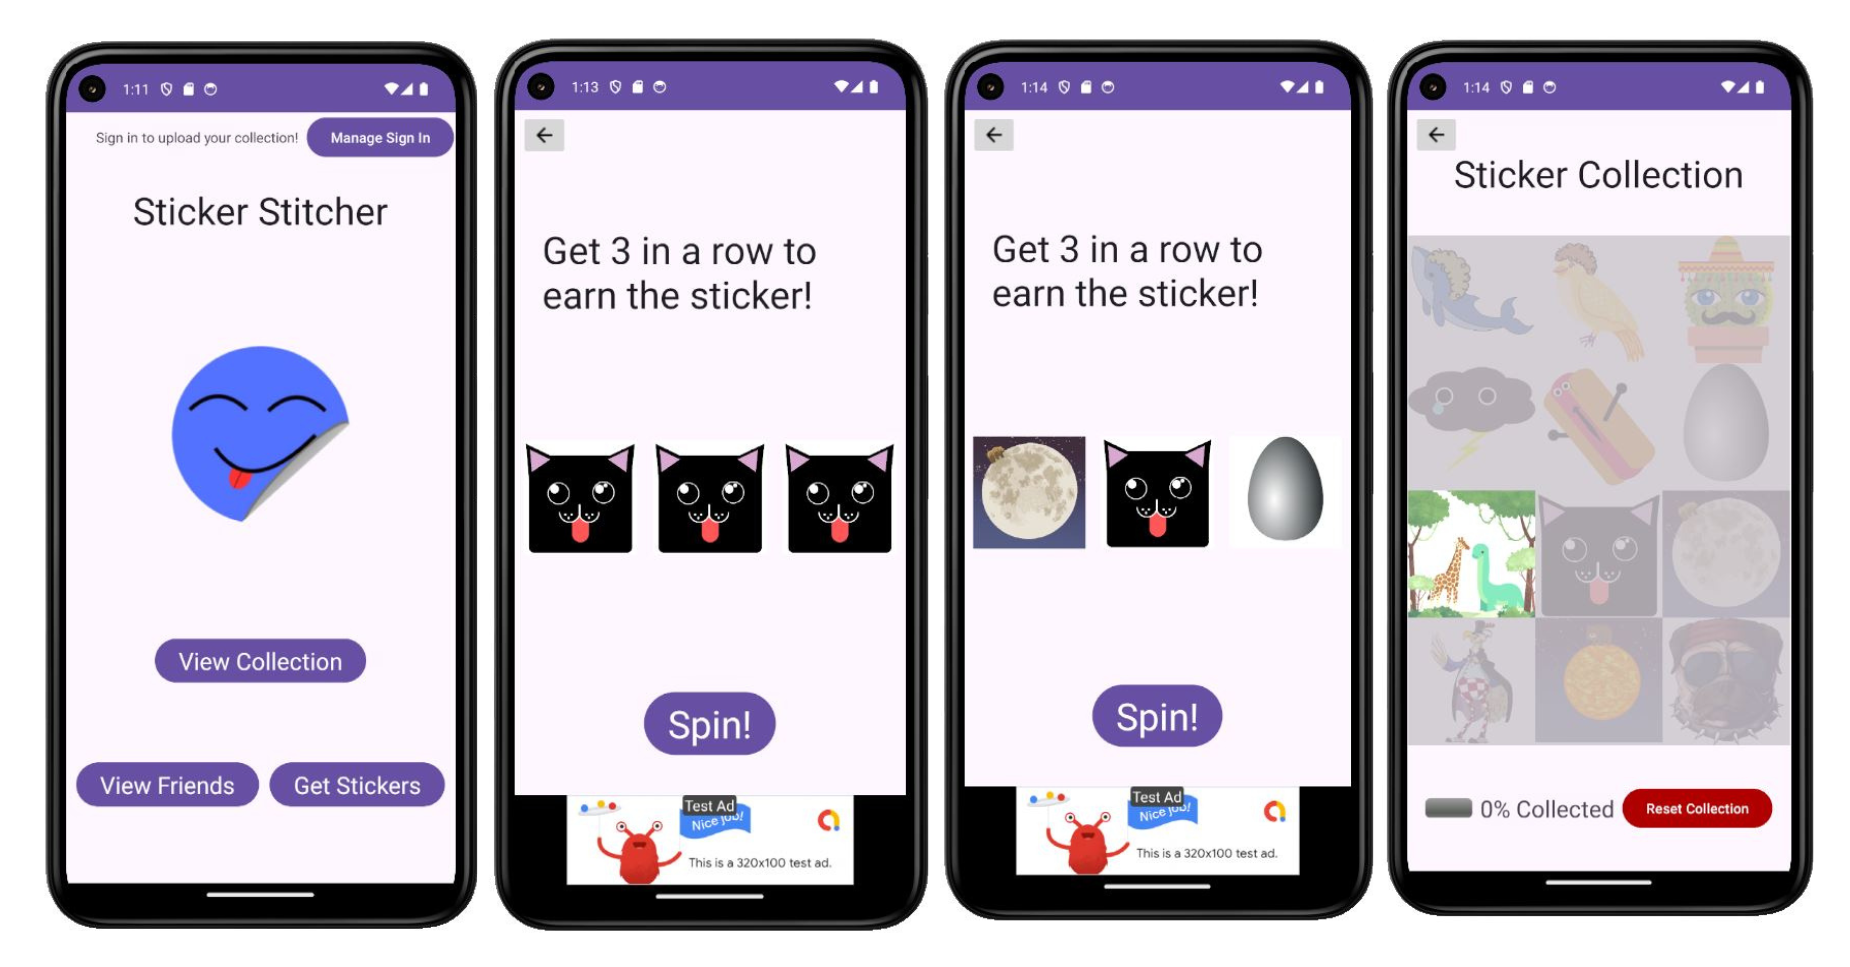 1:11
Sign in to upload your collection!
Manage Sign In
Sticker Stitcher
View Collection
View Friends
Get Stickers
1:13
Get 3 in a row to
earn the sticker!
Spin!
Test Ad
Nice job!
This is a 320x100 test ad.
1:14
Get 3 in a row to
earn the sticker!
Spin!
Test Ad
Nice job!
This is a 320x100 test ad.
1:14
Sticker Collection
0% Collected
Reset Collection